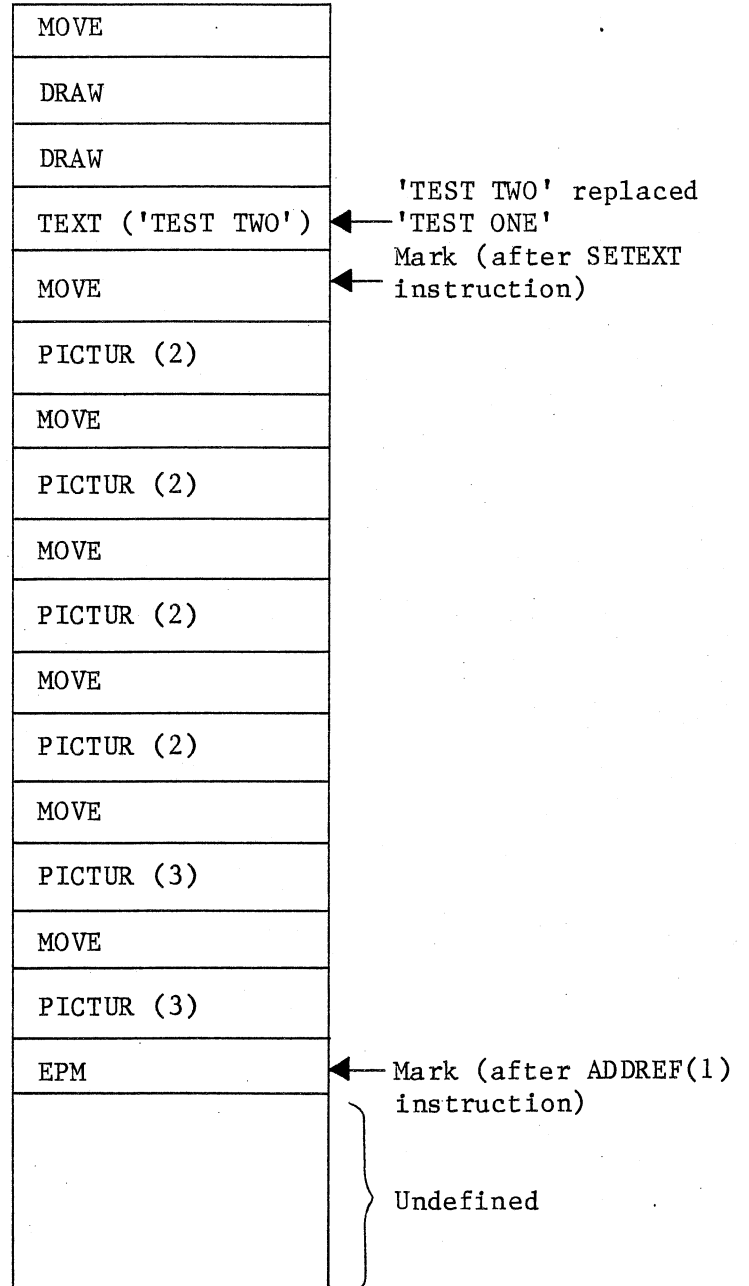 MOVE
DRAW
DRAW
'TEST TWO' replaced
TEXT ('TEST TWO') 'TEST ONE'
Mark (after SETEXT
MOVE instruction)
PICTUR (2)
MOVE
PICTUR (2)
MOVE
PICTUR (2)
MOVE
PICTUR (2)
MOVE
PICTUR (3)
MOVE
PICTUR (3)
EPM Mark (after ADDREF(1)
instruction)
Undefined